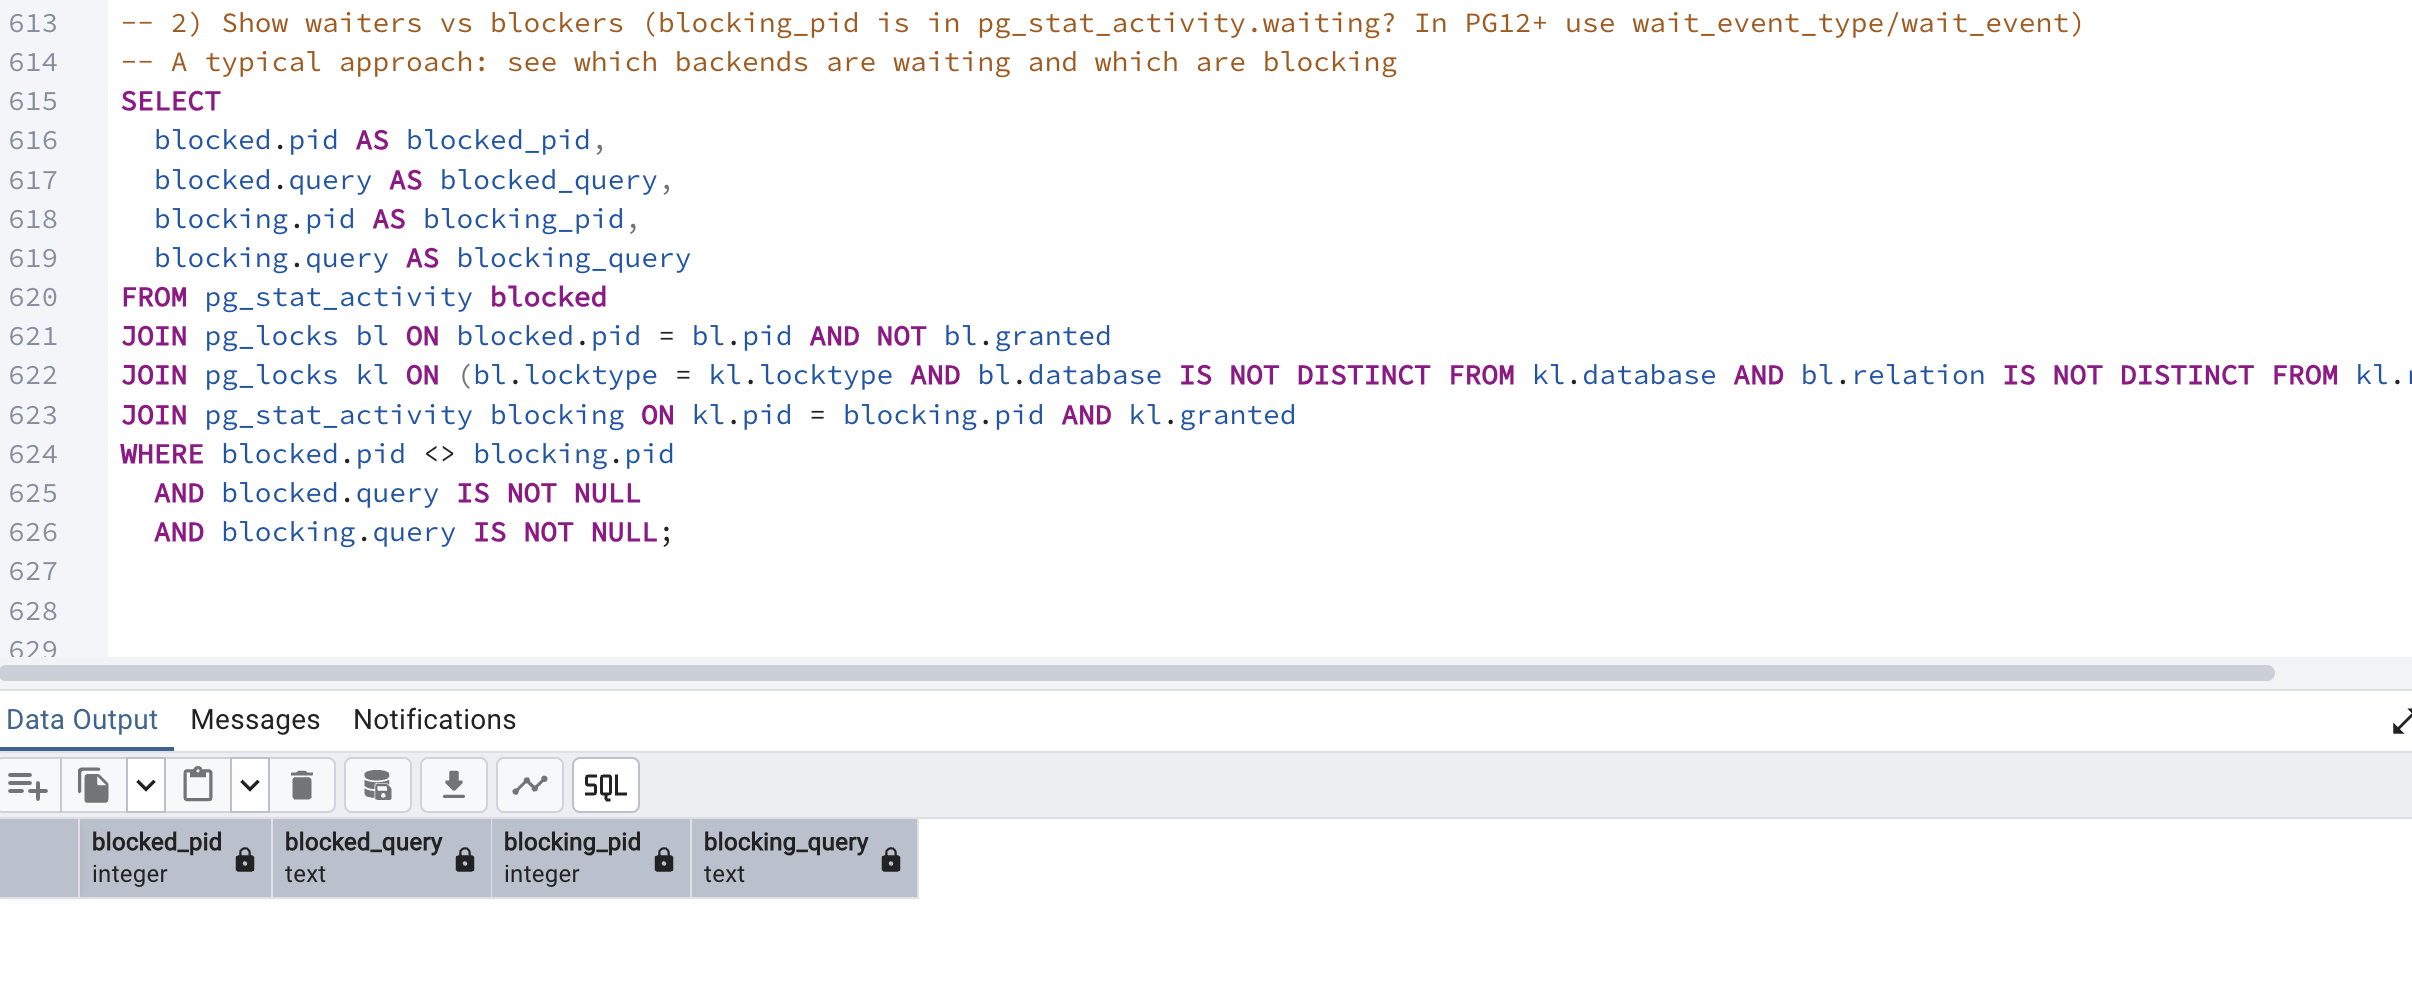 613 -- 2) Show waiters vs blockers (blocking_pid is in pg_stat_activity.waiting? In PG12+ use wait_event_type/wait_event)
614 -- A typical approach: see which backends are waiting and which are blocking
615 SELECT
616 blocked.pid AS blocked_pid,
617 blocked.query AS blocked_query,
618 blocking.pid AS blocking_pid,
619 blocking.query AS blocking_query
620 FROM pg_stat_activity blocked
621 JOIN pg_locks bl ON blocked.pid = bl.pid AND NOT bl.granted
622 JOIN pg_locks kl ON (bl.locktype = kl.locktype AND bl.database IS NOT DISTINCT FROM kl.database AND bl.relation IS NOT DISTINCT FROM kl.
623 JOIN pg_stat_activity blocking ON kl.pid = blocking.pid AND kl.granted
624 WHERE blocked.pid <> blocking.pid
625 AND blocked.query IS NOT NULL
626 AND blocking.query IS NOT NULL;
627
628
629
Data Output Messages Notifications
SQL
blocked_pid blocked_query blocking_pid blocking_query
integer text integer text